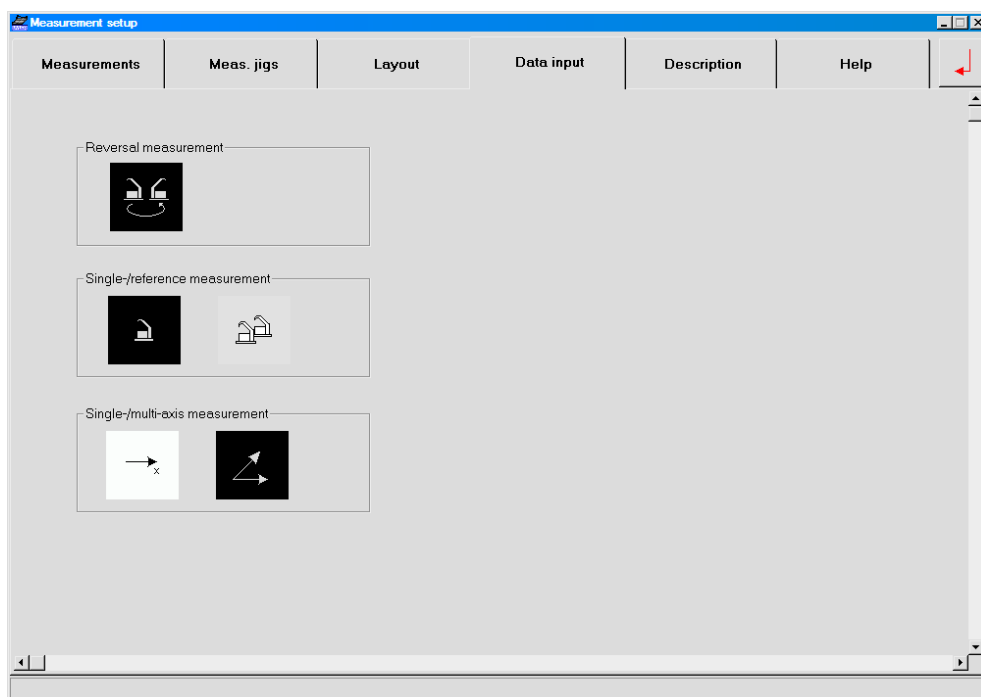 Measurement setup
Measurements
Meas. jigs
Layout
Data input
Description
Help
Reversal measurement
Single-/reference measurement
Single-/multi-axis measurement
x